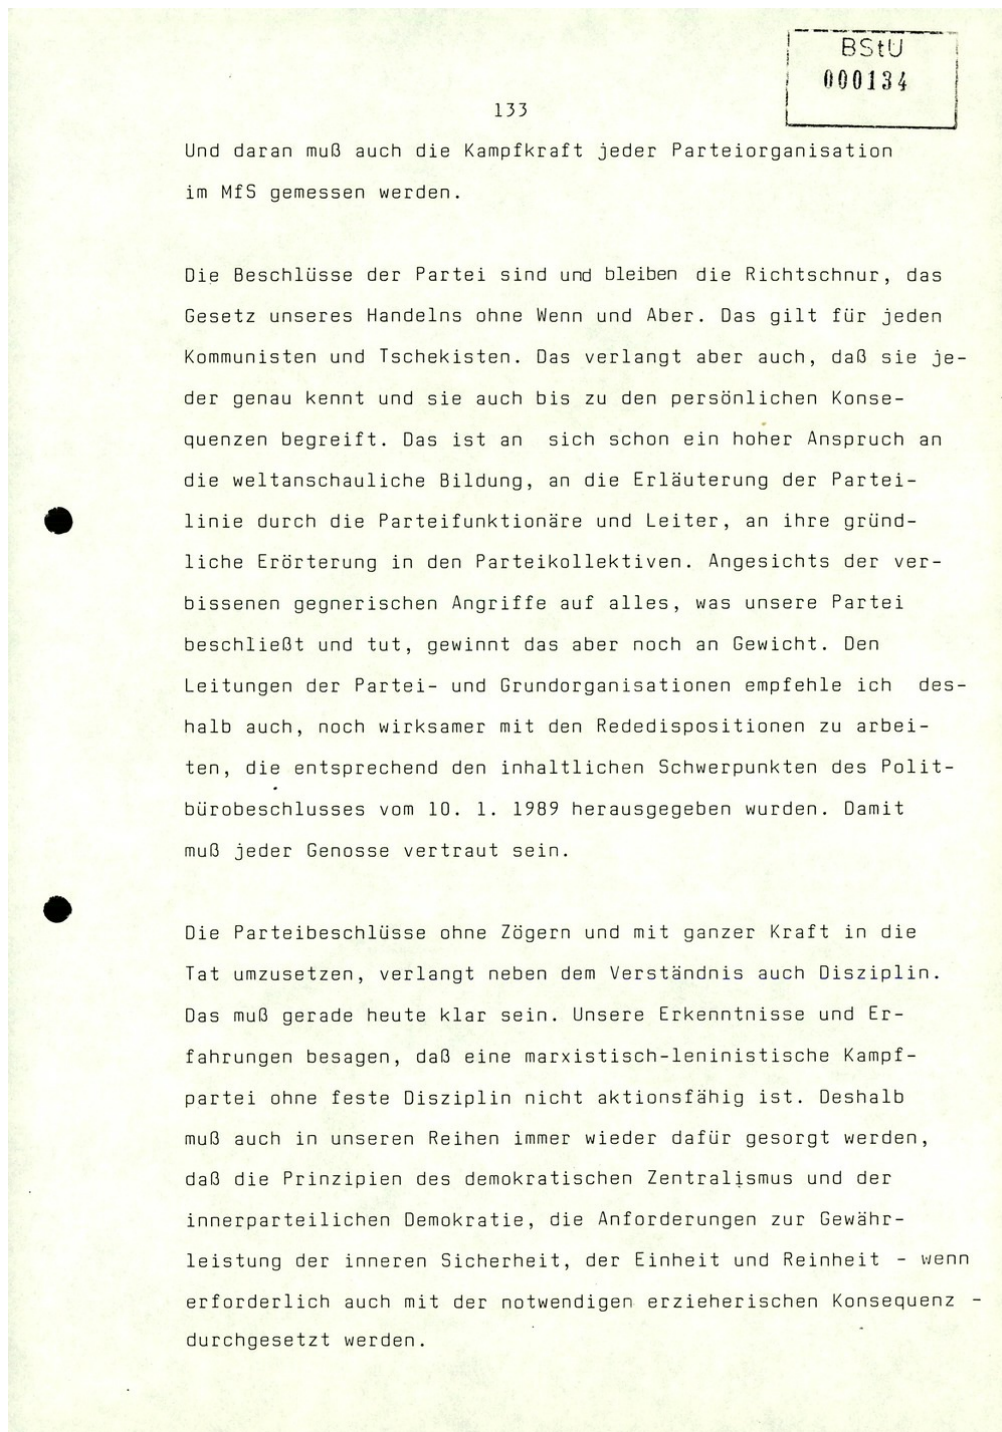 BStU
000134
133
Und daran muß auch die Kampfkraft jeder Parteiorganisation
im MfS gemessen werden.
Die Beschlüsse der Partei sind und bleiben die Richtschnur, das
Gesetz unseres Handelns ohne Wenn und Aber. Das gilt für jeden
Kommunisten und Tschekisten. Das verlangt aber auch, daß sie je-
der genau kennt und sie auch bis zu den persönlichen Konse-
quenzen begreift. Das ist an sich schon ein hoher Anspruch an
die weltanschauliche Bildung, an die Erläuterung der Partei-
linie durch die Parteifunktionäre und Leiter, an ihre gründ-
liche Erörterung in den Parteikollektiven. Angesichts der ver-
bissenen gegnerischen Angriffe auf alles, was unsere Partei
beschließt und tut, gewinnt das aber noch an Gewicht. Den
Leitungen der Partei- und Grundorganisationen empfehle ich des-
halb auch, noch wirksamer mit den Rededispositionen zu arbei-
ten, die entsprechend den inhaltlichen Schwerpunkten des Polit-
bürobeschlusses vom 10. 1. 1989 herausgegeben wurden. Damit
muß jeder Genosse vertraut sein.
Die Parteibeschlüsse ohne Zögern und mit ganzer Kraft in die
Tat umzusetzen, verlangt neben dem Verständnis auch Disziplin.
Das muß gerade heute klar sein. Unsere Erkenntnisse und Er-
fahrungen besagen, daß eine marxistisch-leninistische Kampf-
partei ohne feste Disziplin nicht aktionsfähig ist. Deshalb
muß auch in unseren Reihen immer wieder dafür gesorgt werden,
daß die Prinzipien des demokratischen Zentralismus und der
innerparteilichen Demokratie, die Anforderungen zur Gewähr-
leistung der inneren Sicherheit, der Einheit und Reinheit - wenn
erforderlich auch mit der notwendigen erzieherischen Konsequenz -
durchgesetzt werden.